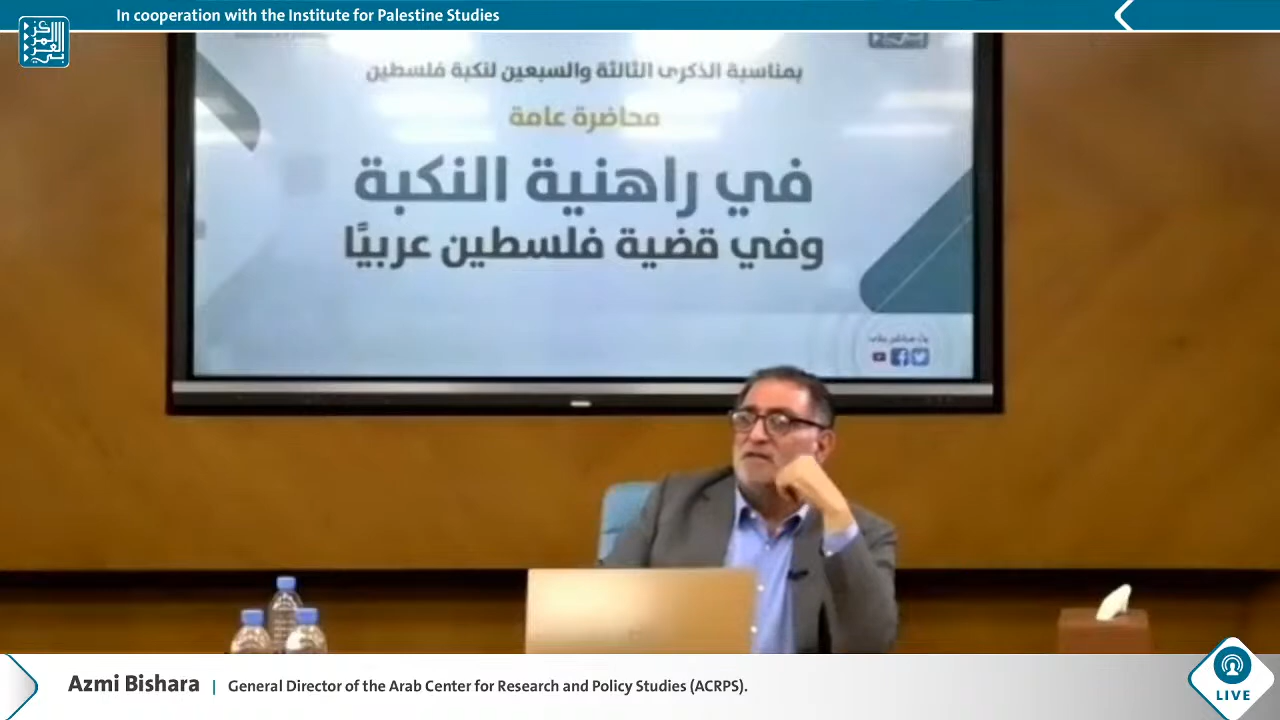 In cooperation with the Institute for Palestine Studies
بمناسبة الذكرى الثالثة والسبعين لنكبة فلسطين
محاضرة عامة
في راهنية النكبة
وفي قضية فلسطين عربيًا
Azmi Bishara | General Director of the Arab Center for Research and Policy Studies (ACRPS).
LIVE